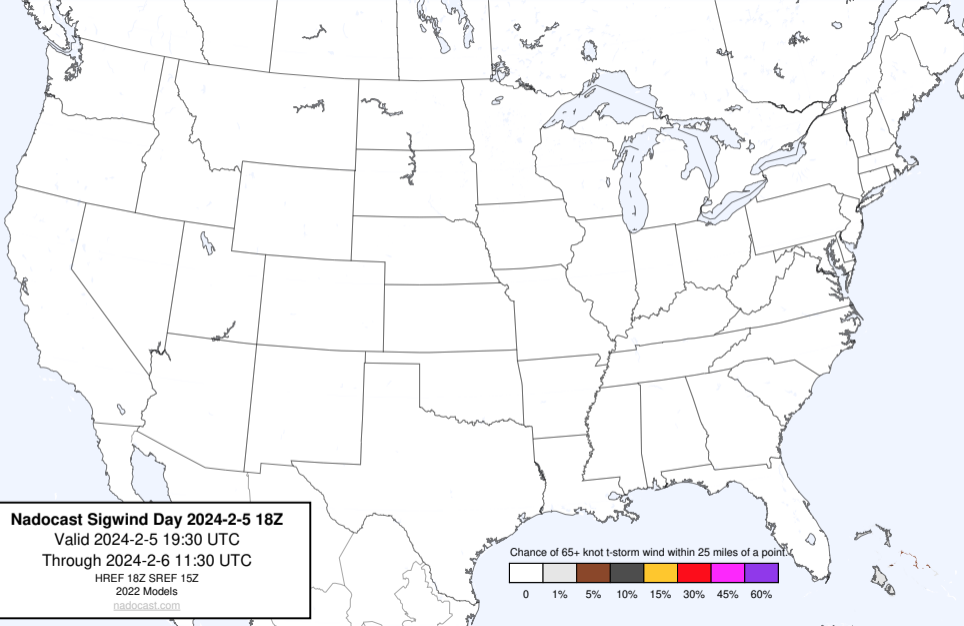 Nadocast Sigwind Day 2024-2-5 18Z
Valid 2024-2-5 19:30 UTC
Through 2024-2-6 11:30 UTC
HREF 18Z SREF 15Z
2022 Models
nadocast.com
Chance of 65+ knot t-storm wind within 25 miles of a point.
0 1% 5% 10% 15% 30% 45% 60%